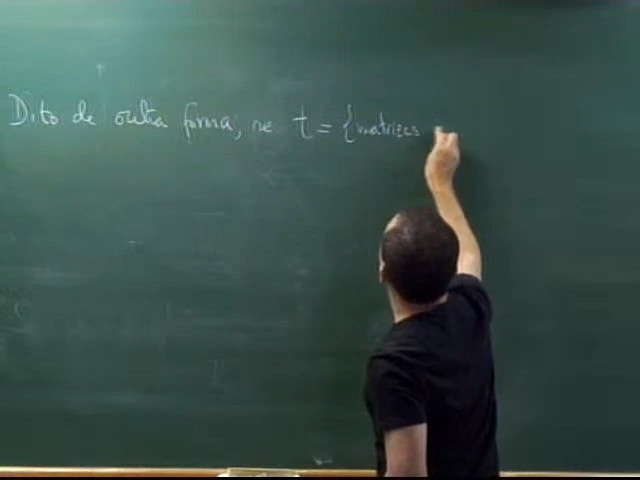 Dito de outra forma, se t = {matrizes